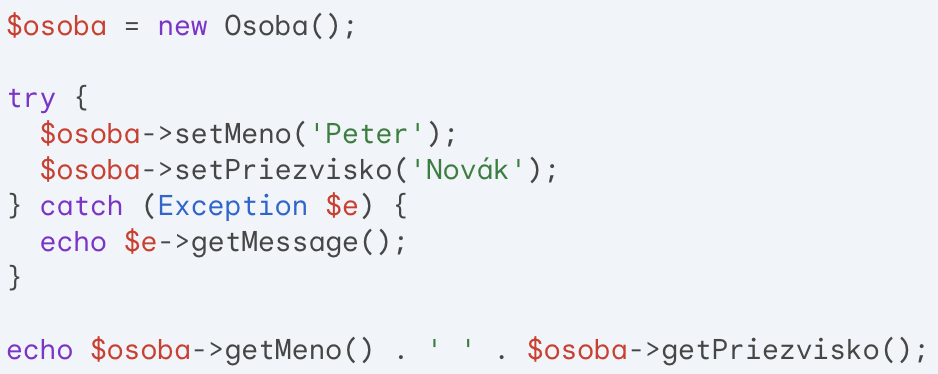 $osoba = new Osoba();
try {
$osoba->setMeno('Peter');
$osoba->setPriezvisko('Novák');
} catch (Exception $e) {
echo $e->getMessage();
}
echo $osoba->getMeno() . ' ' . $osoba->getPriezvisko();